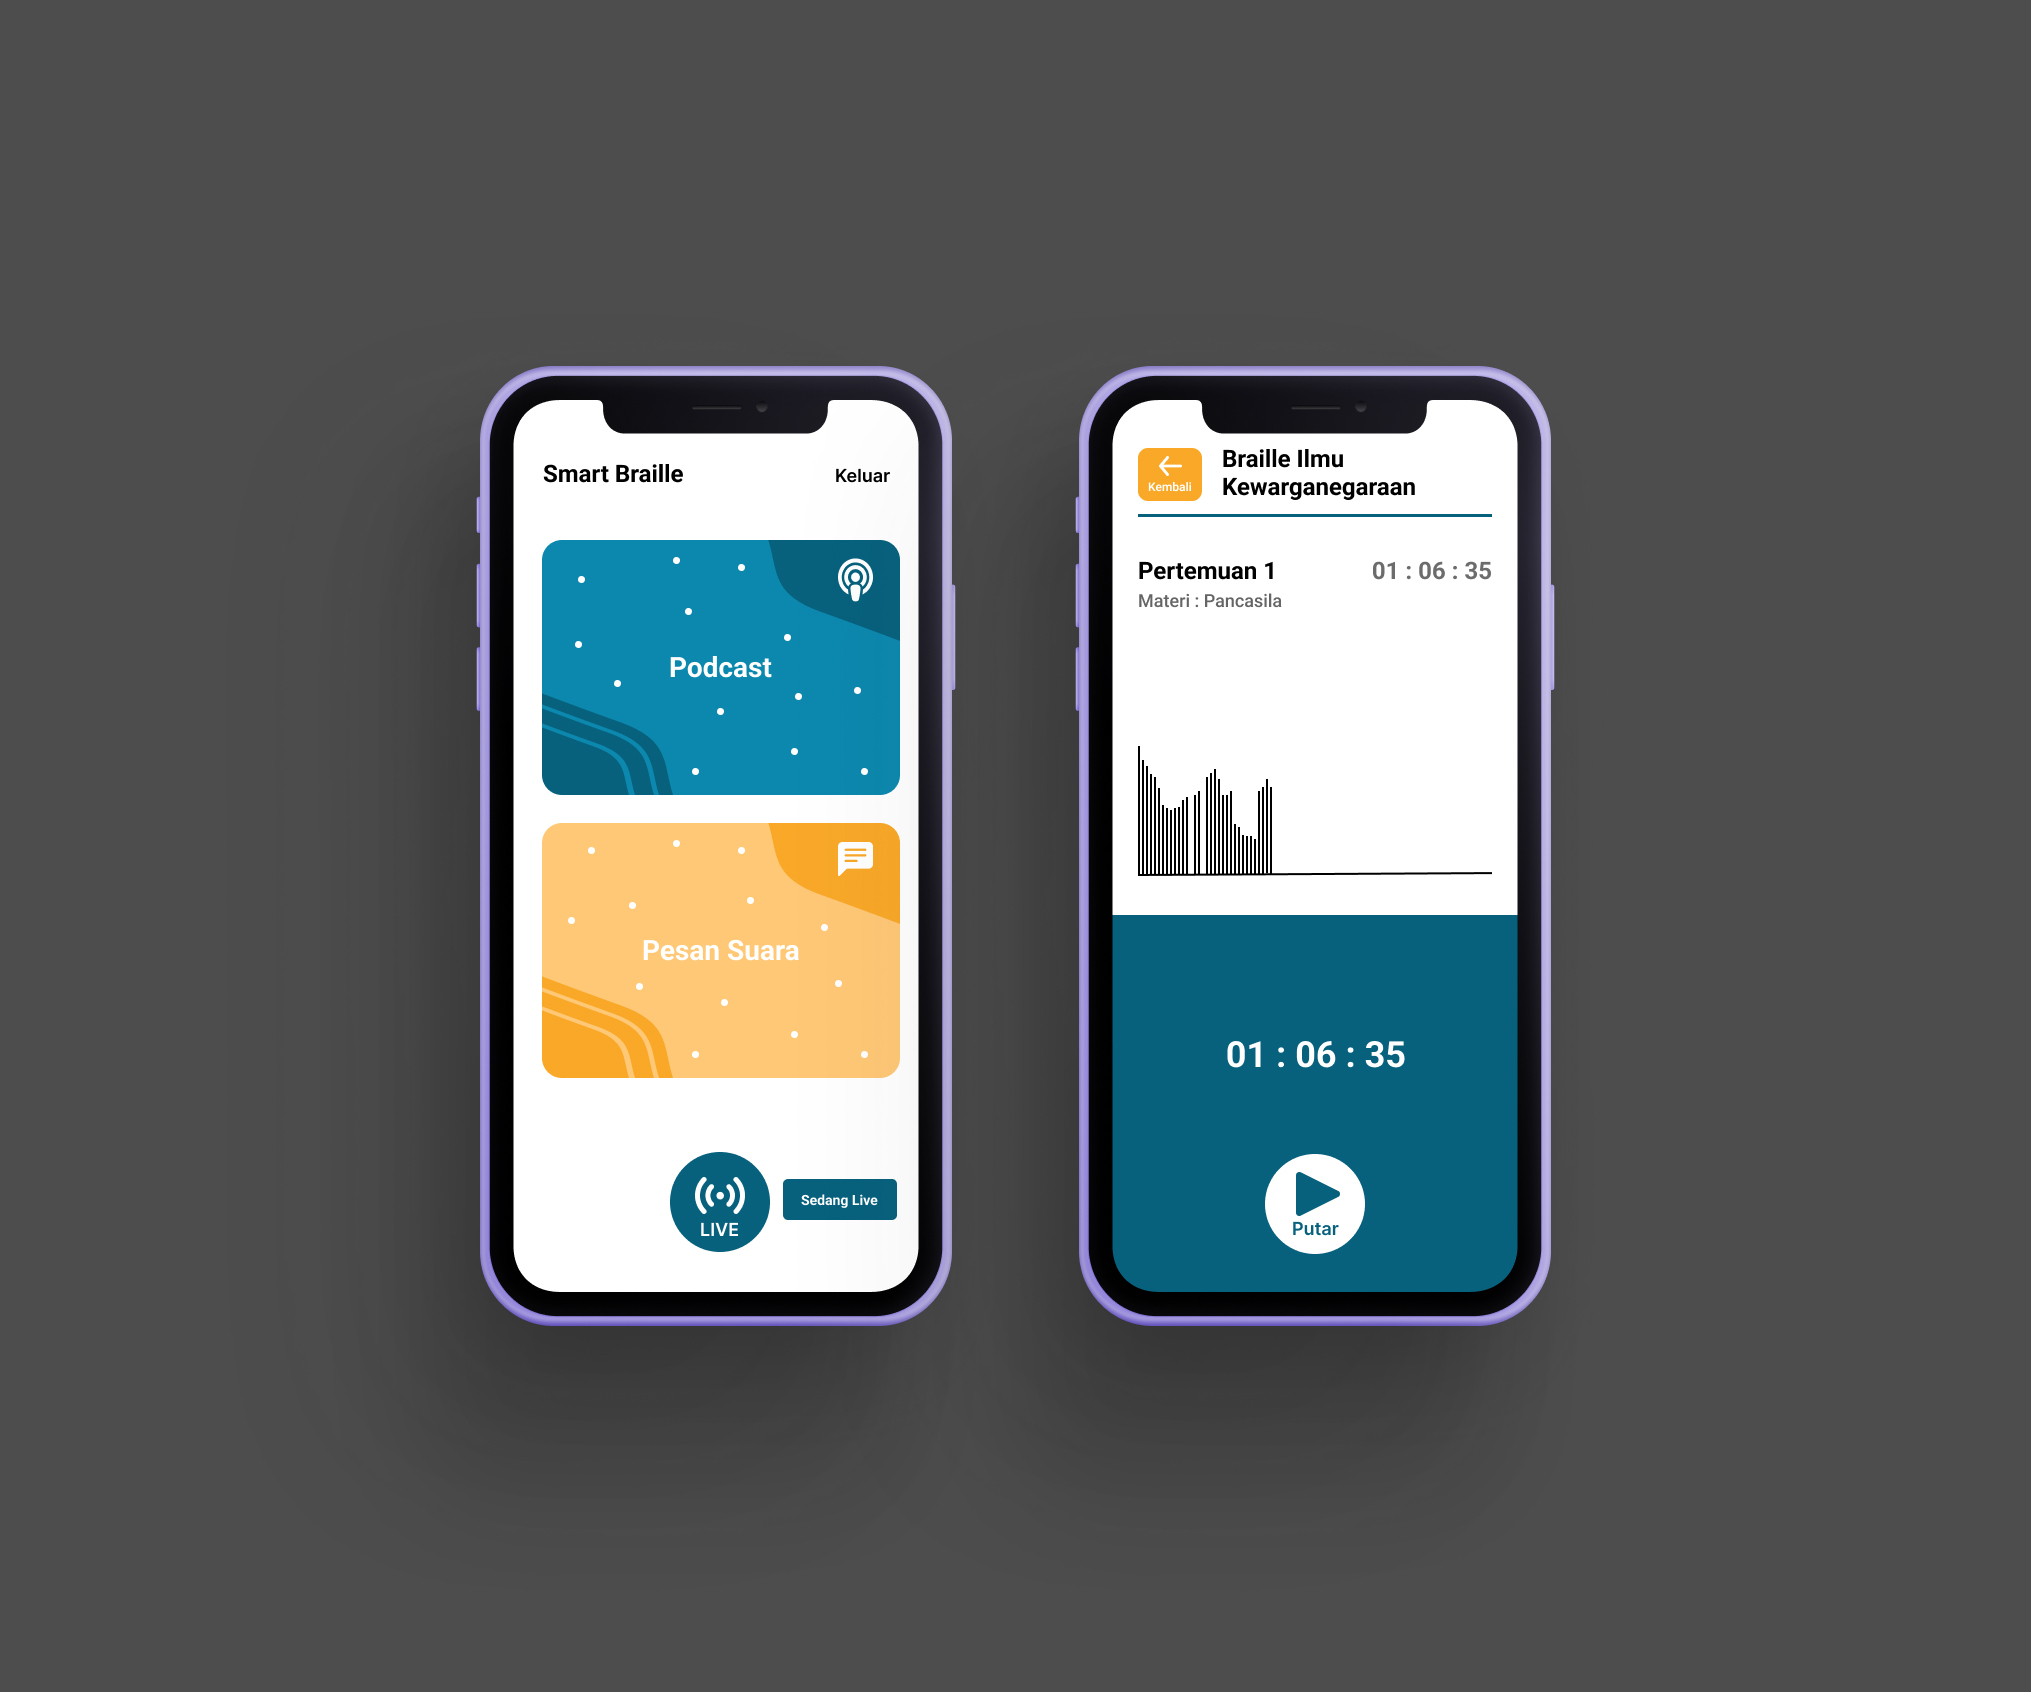 Smart Braille
Keluar
Podcast
Pesan Suara
LIVE
Sedang Live
Kembali
Braille Ilmu
Kewarganegaraan
Pertemuan 1
01 : 06 : 35
Materi : Pancasila
01 : 06 : 35
Putar